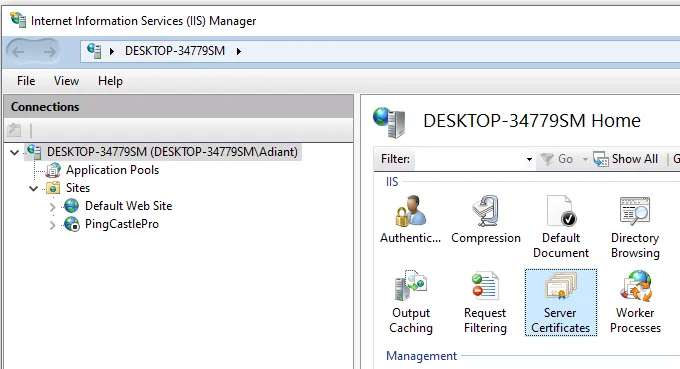 Internet Information Services (IIS) Manager
DESKTOP-34779SM
File View Help
Connections
DESKTOP-34779SM (DESKTOP-34779SM\Adiant)
Application Pools
Sites
Default Web Site
PingCastlePro
DESKTOP-34779SM Home
Filter: Go Show All G
IIS
Authentic... Compression Default Document Directory Browsing
Output Caching Request Filtering Server Certificates Worker Processes
Management